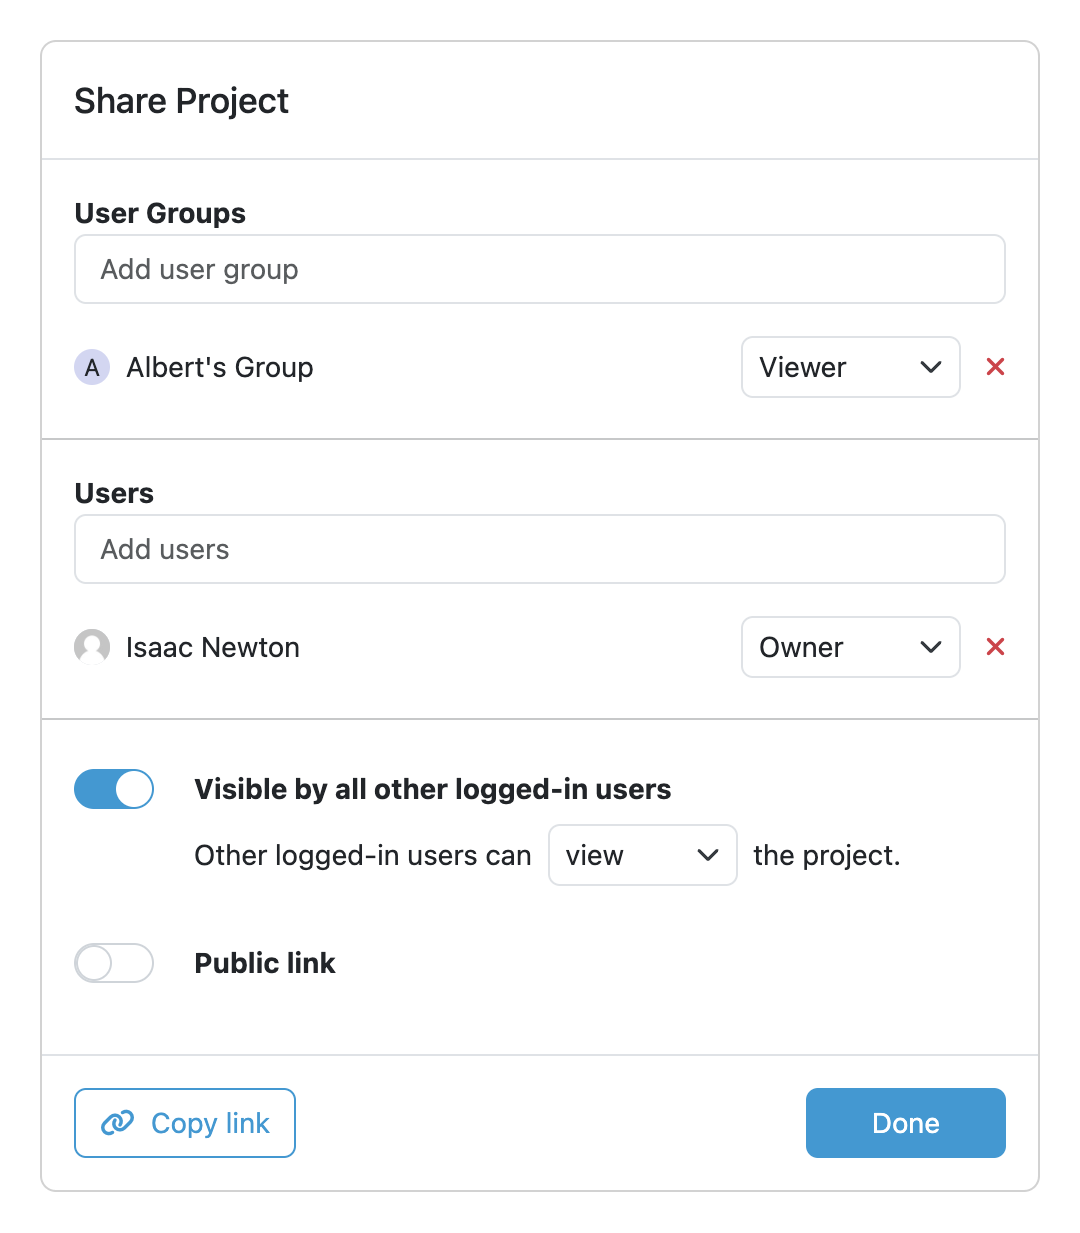 Share Project
User Groups
Add user group
A Albert's Group Viewer
Users
Add users
Isaac Newton Owner
Visible by all other logged-in users
Other logged-in users can view the project.
Public link
Copy link Done